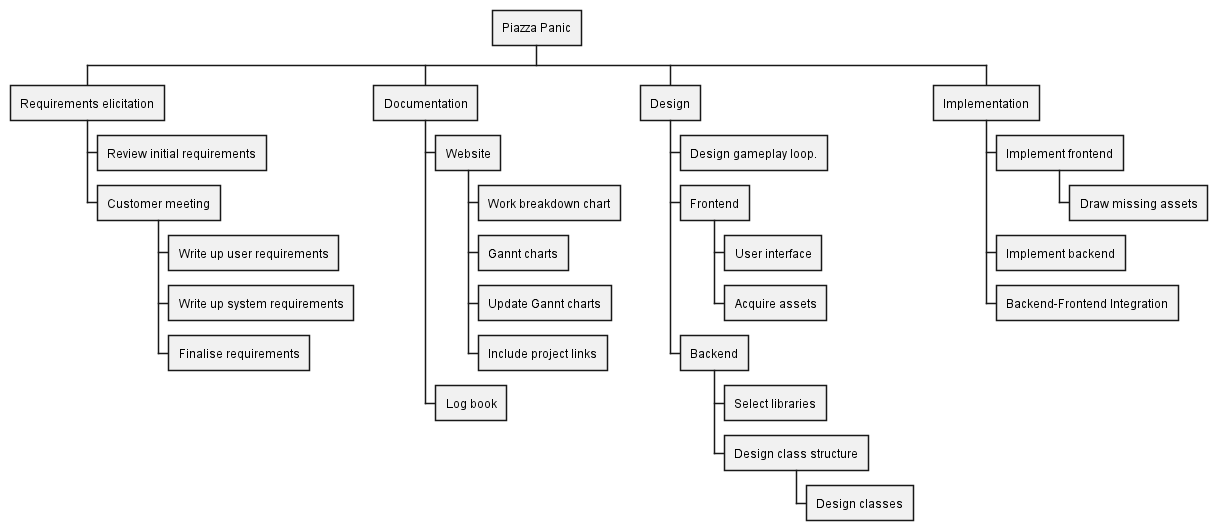 Piazza Panic
Requirements elicitation
Review initial requirements
Customer meeting
Write up user requirements
Write up system requirements
Finalise requirements
Documentation
Website
Work breakdown chart
Gannt charts
Update Gannt charts
Include project links
Log book
Design
Design gameplay loop.
Frontend
User interface
Acquire assets
Backend
Select libraries
Design class structure
Design classes
Implementation
Implement frontend
Draw missing assets
Implement backend
Backend-Frontend Integration